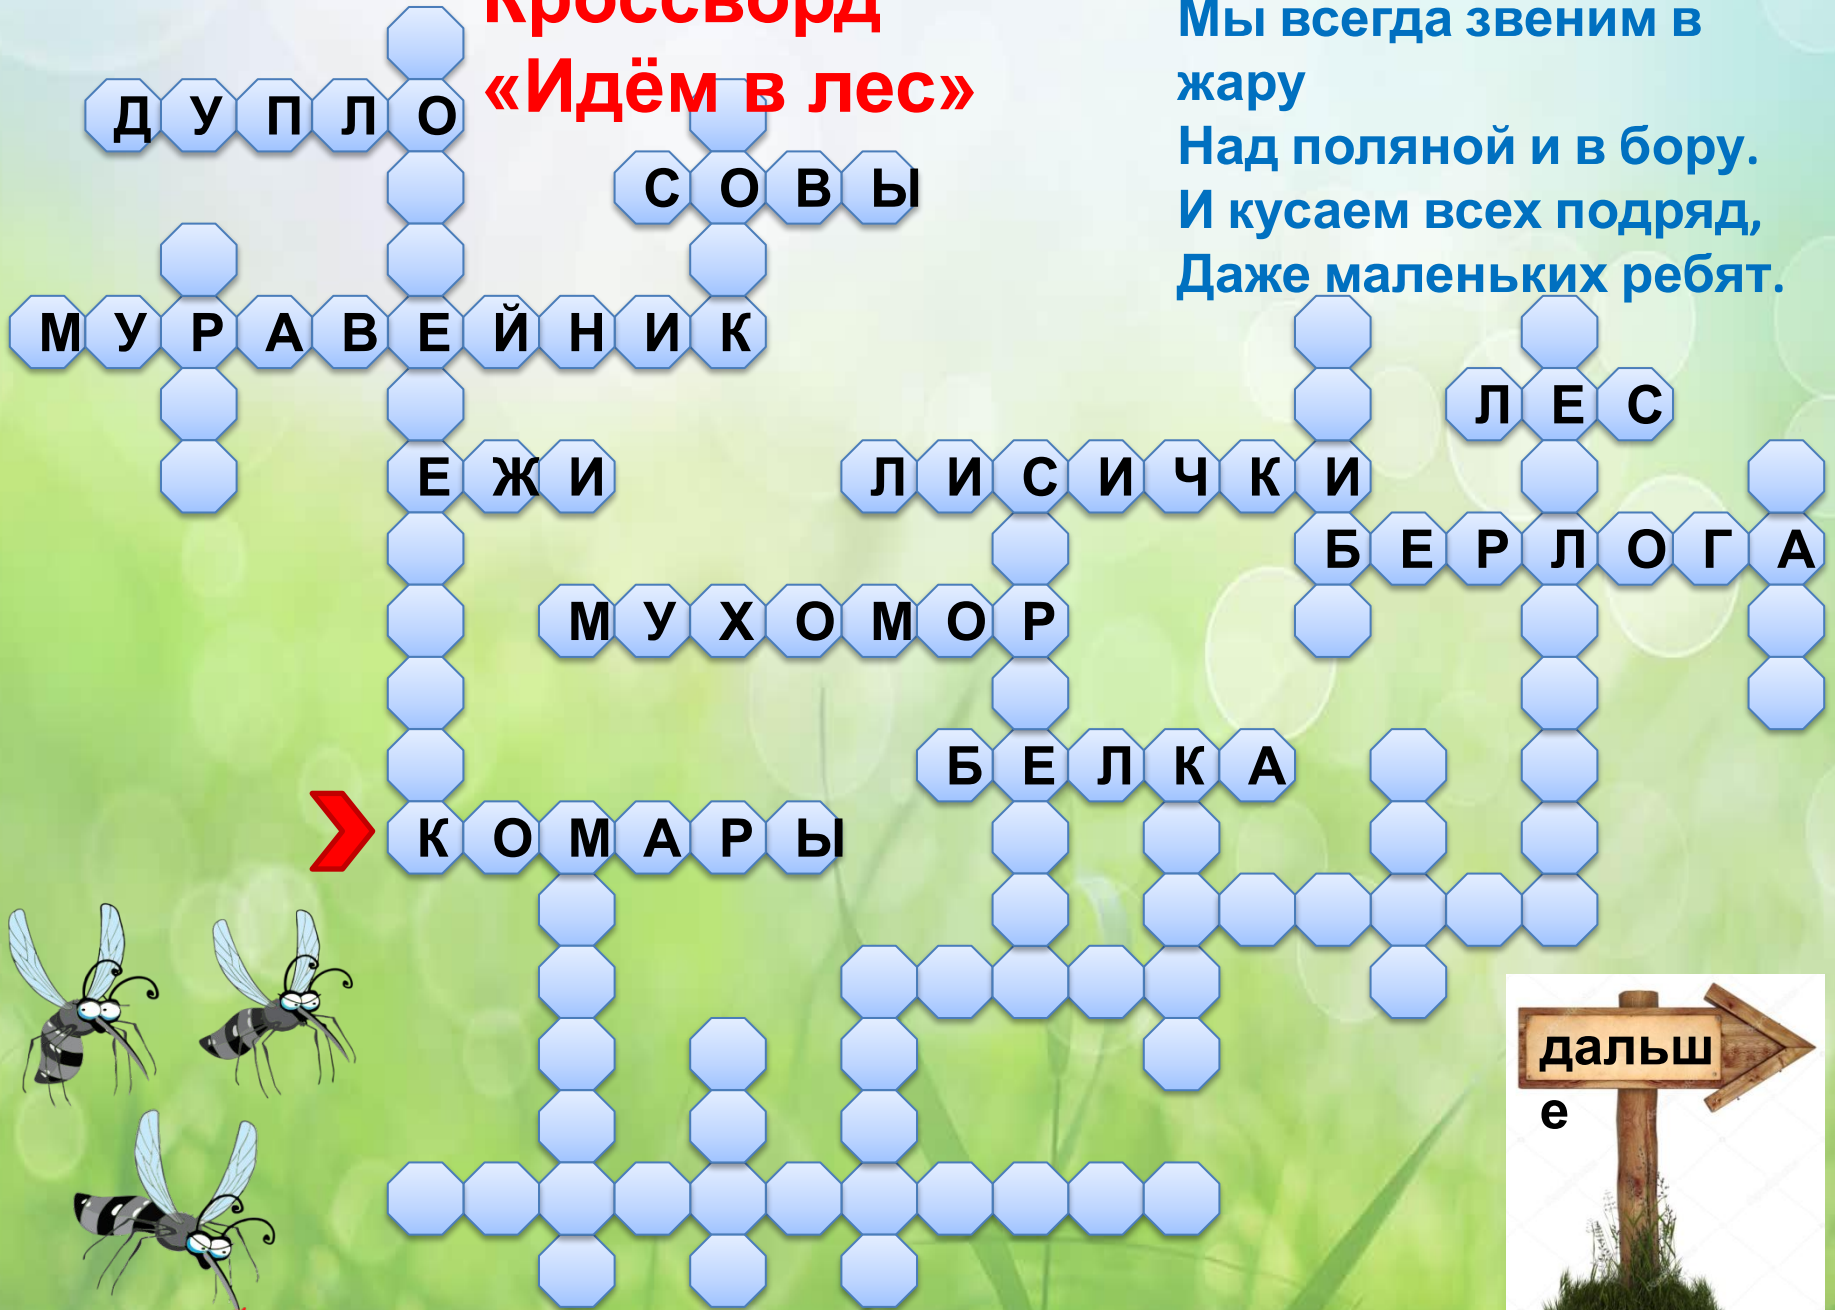 Кроссворд
«Идём в лес»
Мы всегда звеним в
жару
Над поляной и в бору.
И кусаем всех подряд,
Даже маленьких ребят.
ДУПЛО
СОВЫ
МУРАВЕЙНИК
ЛЕС
ЕЖИ
ЛИСИЧКИ
БЕРЛОГА
МУХОМОР
БЕЛКА
КОМАРЫ
дальш
е